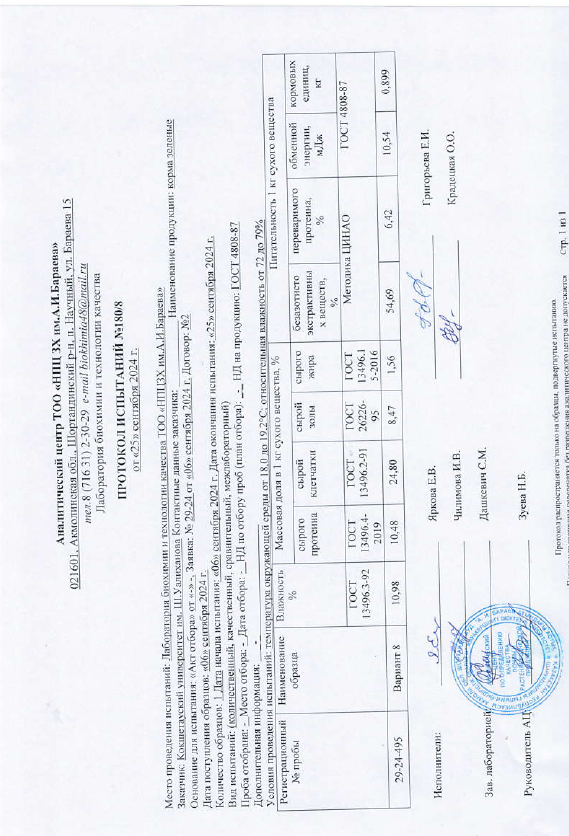 Аналитический центр ТОО «НПЦ ЗХ им.А.И.Бараева»
021601, Акмолинская обл., Шортандинский р-н, п. Научный, ул. Бараева 15
тел. 8 (716 31) 2-30-29 e-mail biokhimia48@mail.ru
Лаборатория биохимии и технологии качества
ПРОТОКОЛ ИСПЫТАНИЙ №180/8
от «25» сентября 2024 г.
Место проведения испытаний: Лаборатория биохимии и технологии качества ТОО «НПЦ ЗХ им.А.И.Бараева»
Заказчик: Кокшетауский университет им. Ш.Уалиханова Контактные данные заказчика: Наименование продукции: корма зеленые
Основание для испытания: «Акт отбора» от «-»-, Заявка: № 29-24 от «06» сентября 2024 г. Договор: №2
Дата поступления образцов: «06» сентября 2024 г.
Количество образцов: 1 Дата начала испытания: «06» сентября 2024 г. Дата окончания испытания: «25» сентября 2024 г.
Вид испытаний: (количественный, качественный, сравнительный, межлабораторный)
Проба отобрана: - Место отбора: - Дата отбора: - НД по отбору проб (план отбора): - НД на продукцию: ГОСТ 4808-87
Дополнительная информация: -
Условия проведения испытаний: температура окружающей среды от 18,0 до 19,2°С; относительная влажность от 72 до 79%
Регистрационный № пробы
Наименование образца
Влажность %
Массовая доля в 1 кг сухого вещества, %
Питательность 1 кг сухого вещества
сырого протеина
сырой клетчатки
сырой золы
сырого жира
безазотисто экстрактивны х веществ, %
переваримого протеина, %
обменной энергии, мДж
кормовых единиц, кг
ГОСТ 13496.3-92
ГОСТ 13496.4-2019
ГОСТ 13496.2-91
ГОСТ 26226-95
ГОСТ 13496.15-2016
Методика ЦИНАО
ГОСТ 4808-87
29-24-495 Вариант 8 10,98 10,48 24,80 8,47 1,56 54,69 6,42 10,54 0,899
Исполнители: Яркова Е.В. Григорьева Е.И.
Чилимова И.В. Крадецкая О.О.
Зав. лабораторией Дашкевич С.М.
Руководитель АЦ Зуева Н.Б.
Протокол распространяется только на образцы, подвергнутые испытанию.
Стр. 1 из 1